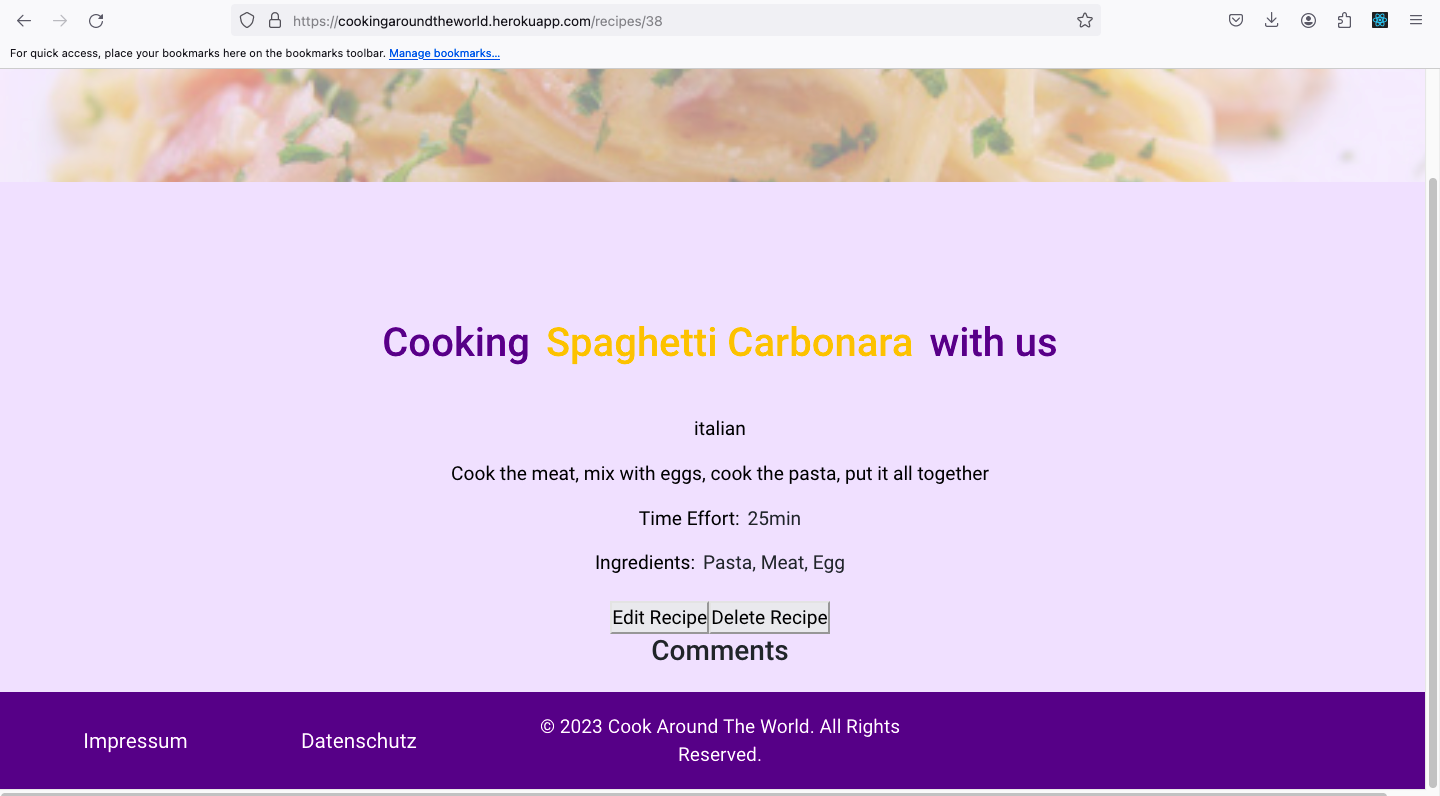 https://cookingaroundtheworld.herokuapp.com/recipes/38
For quick access, place your bookmarks here on the bookmarks toolbar. Manage bookmarks...
Cooking Spaghetti Carbonara with us
italian
Cook the meat, mix with eggs, cook the pasta, put it all together
Time Effort: 25min
Ingredients: Pasta, Meat, Egg
Edit Recipe Delete Recipe
Comments
Impressum
Datenschutz
© 2023 Cook Around The World. All Rights
Reserved.